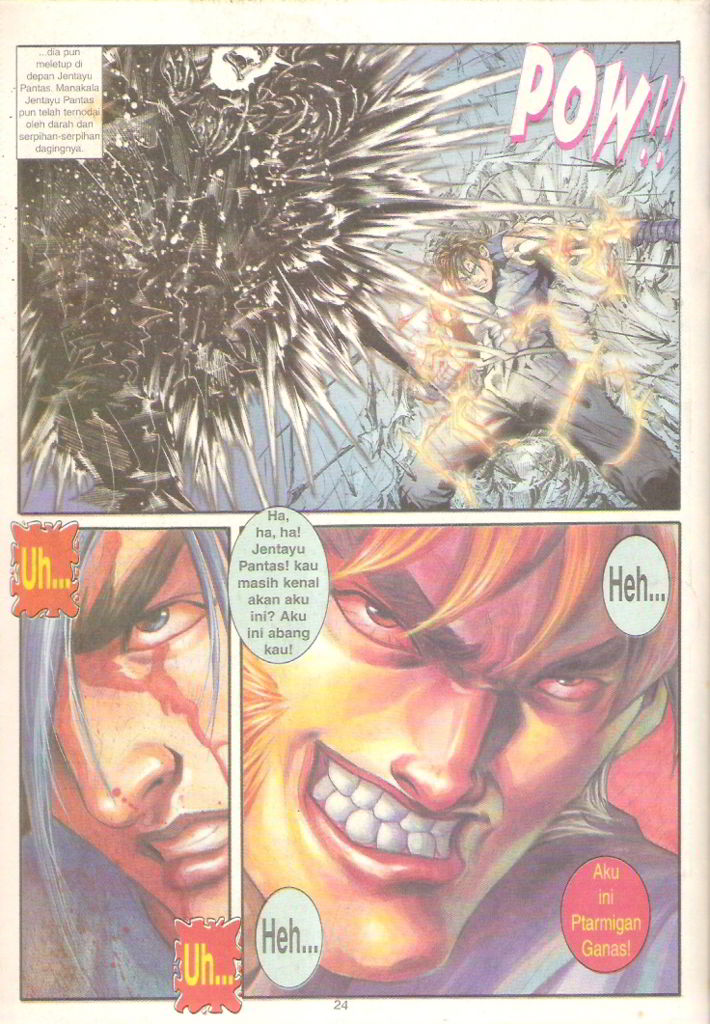 ...dia pun
meletup di
depan Jentayu
Pantas. Manakala
Jentayu Pantas
pun telah ternodai
oleh darah dan
serpihan-serpihan
dagingnya.
POW!!
Uh...
Ha,
ha, ha!
Jentayu
Pantas! kau
masih kenal
akan aku
ini? Aku
ini abang
kau!
Heh...
Uh...
Heh...
Aku
ini
Ptarmigan
Ganas!
24